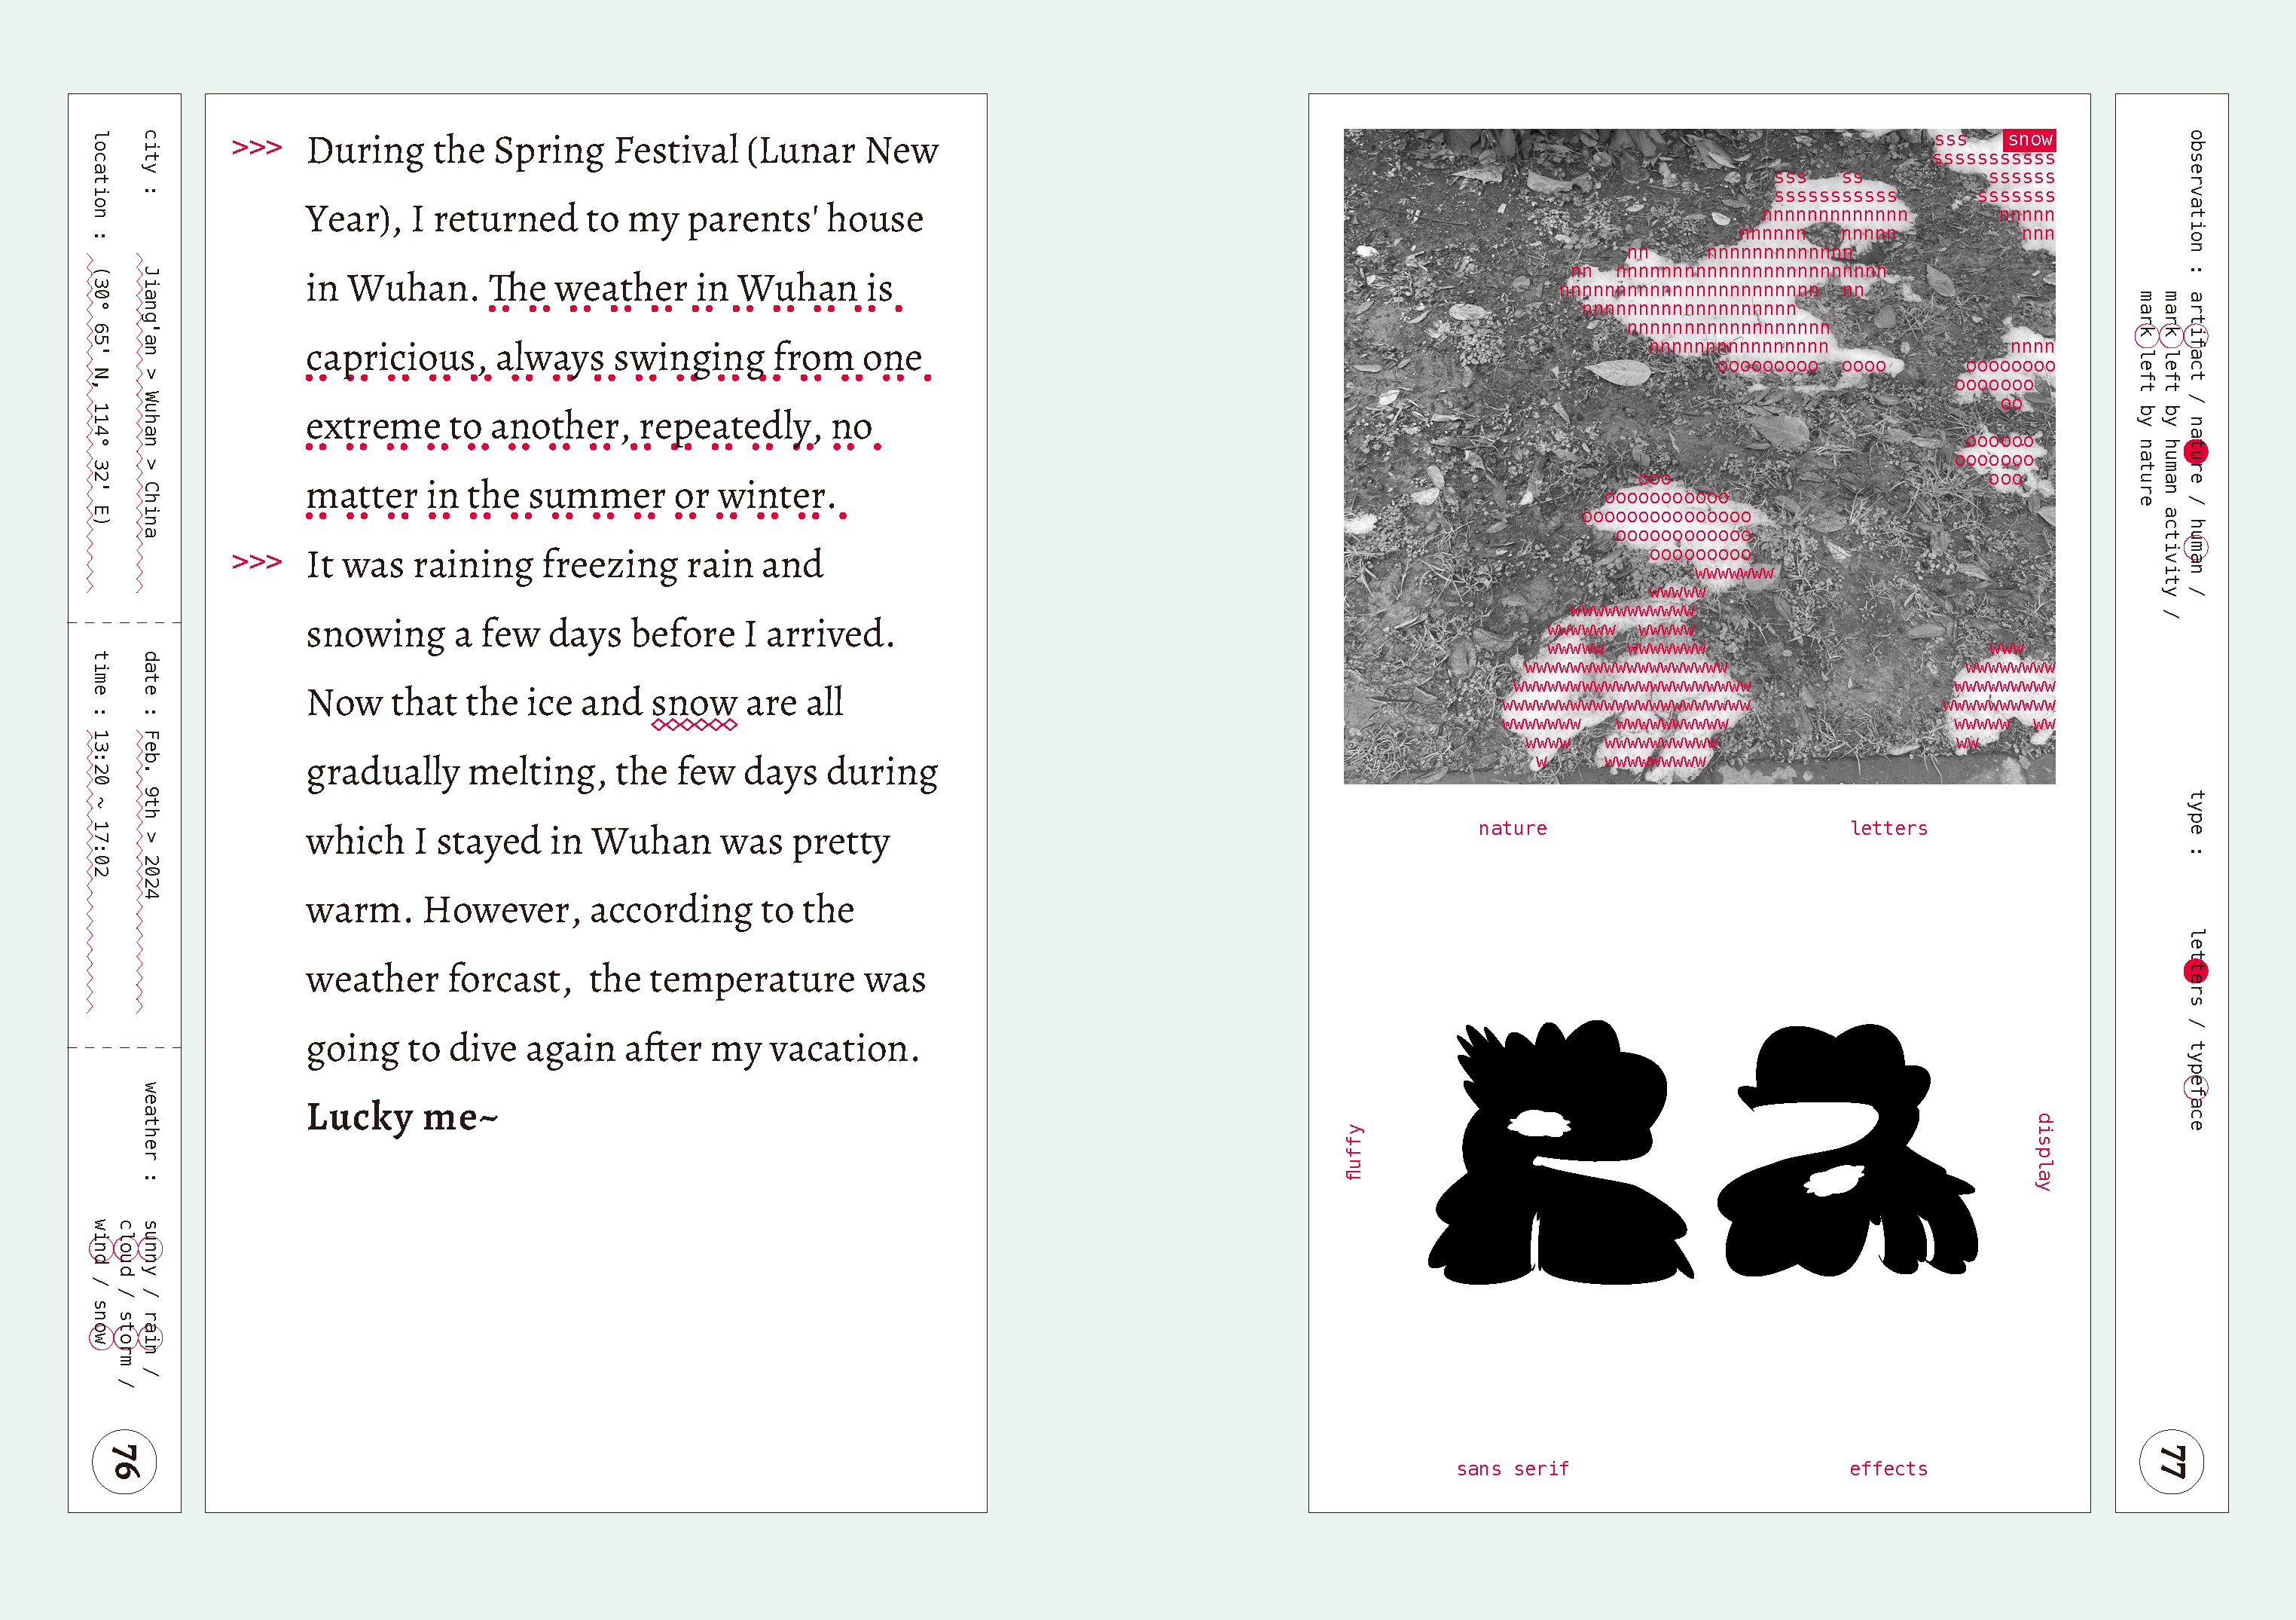 city : Jiang'an > Wuhan > China
location : (30° 65' N, 114° 32' E)
date : Feb. 9th > 2024
time : 13:20 ~ 17:02
weather : sunny / rain /
cloud / storm /
wind / snow
76
>>> During the Spring Festival (Lunar New
Year), I returned to my parents' house
in Wuhan. The weather in Wuhan is
capricious, always swinging from one
extreme to another, repeatedly, no
matter in the summer or winter.
>>> It was raining freezing rain and
snowing a few days before I arrived.
Now that the ice and snow are all
gradually melting, the few days during
which I stayed in Wuhan was pretty
warm. However, according to the
weather forcast,  the temperature was
going to dive again after my vacation.
Lucky me~
snow
nature
letters
fluffy
Ra
display
sans serif
effects
observation : artifact / nature / human /
mark left by human activity /
mark left by nature
type : letters / typeface
77